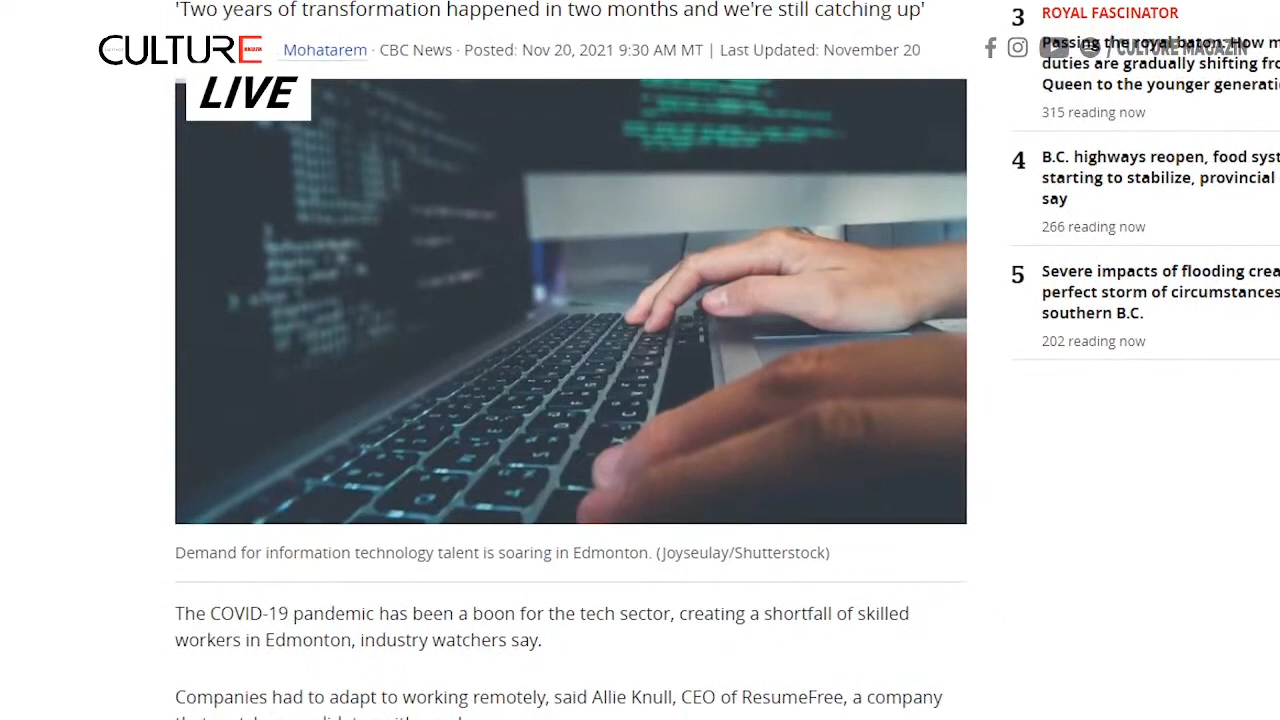 'Two years of transformation happened in two months and we're still catching up'
CULTURE
MAGAZIN
Mohatarem · CBC News · Posted: Nov 20, 2021 9:30 AM MT | Last Updated: November 20
LIVE
Demand for information technology talent is soaring in Edmonton. (Joyseulay/Shutterstock)
The COVID-19 pandemic has been a boon for the tech sector, creating a shortfall of skilled
workers in Edmonton, industry watchers say.
Companies had to adapt to working remotely, said Allie Knull, CEO of ResumeFree, a company
3 ROYAL FASCINATOR
Passing the royal baton: How m
/ CULTURE MAGAZIN
duties are gradually shifting fro
Queen to the younger generati
315 reading now
4 B.C. highways reopen, food syst
starting to stabilize, provincial
say
266 reading now
5 Severe impacts of flooding crea
perfect storm of circumstances
southern B.C.
202 reading now